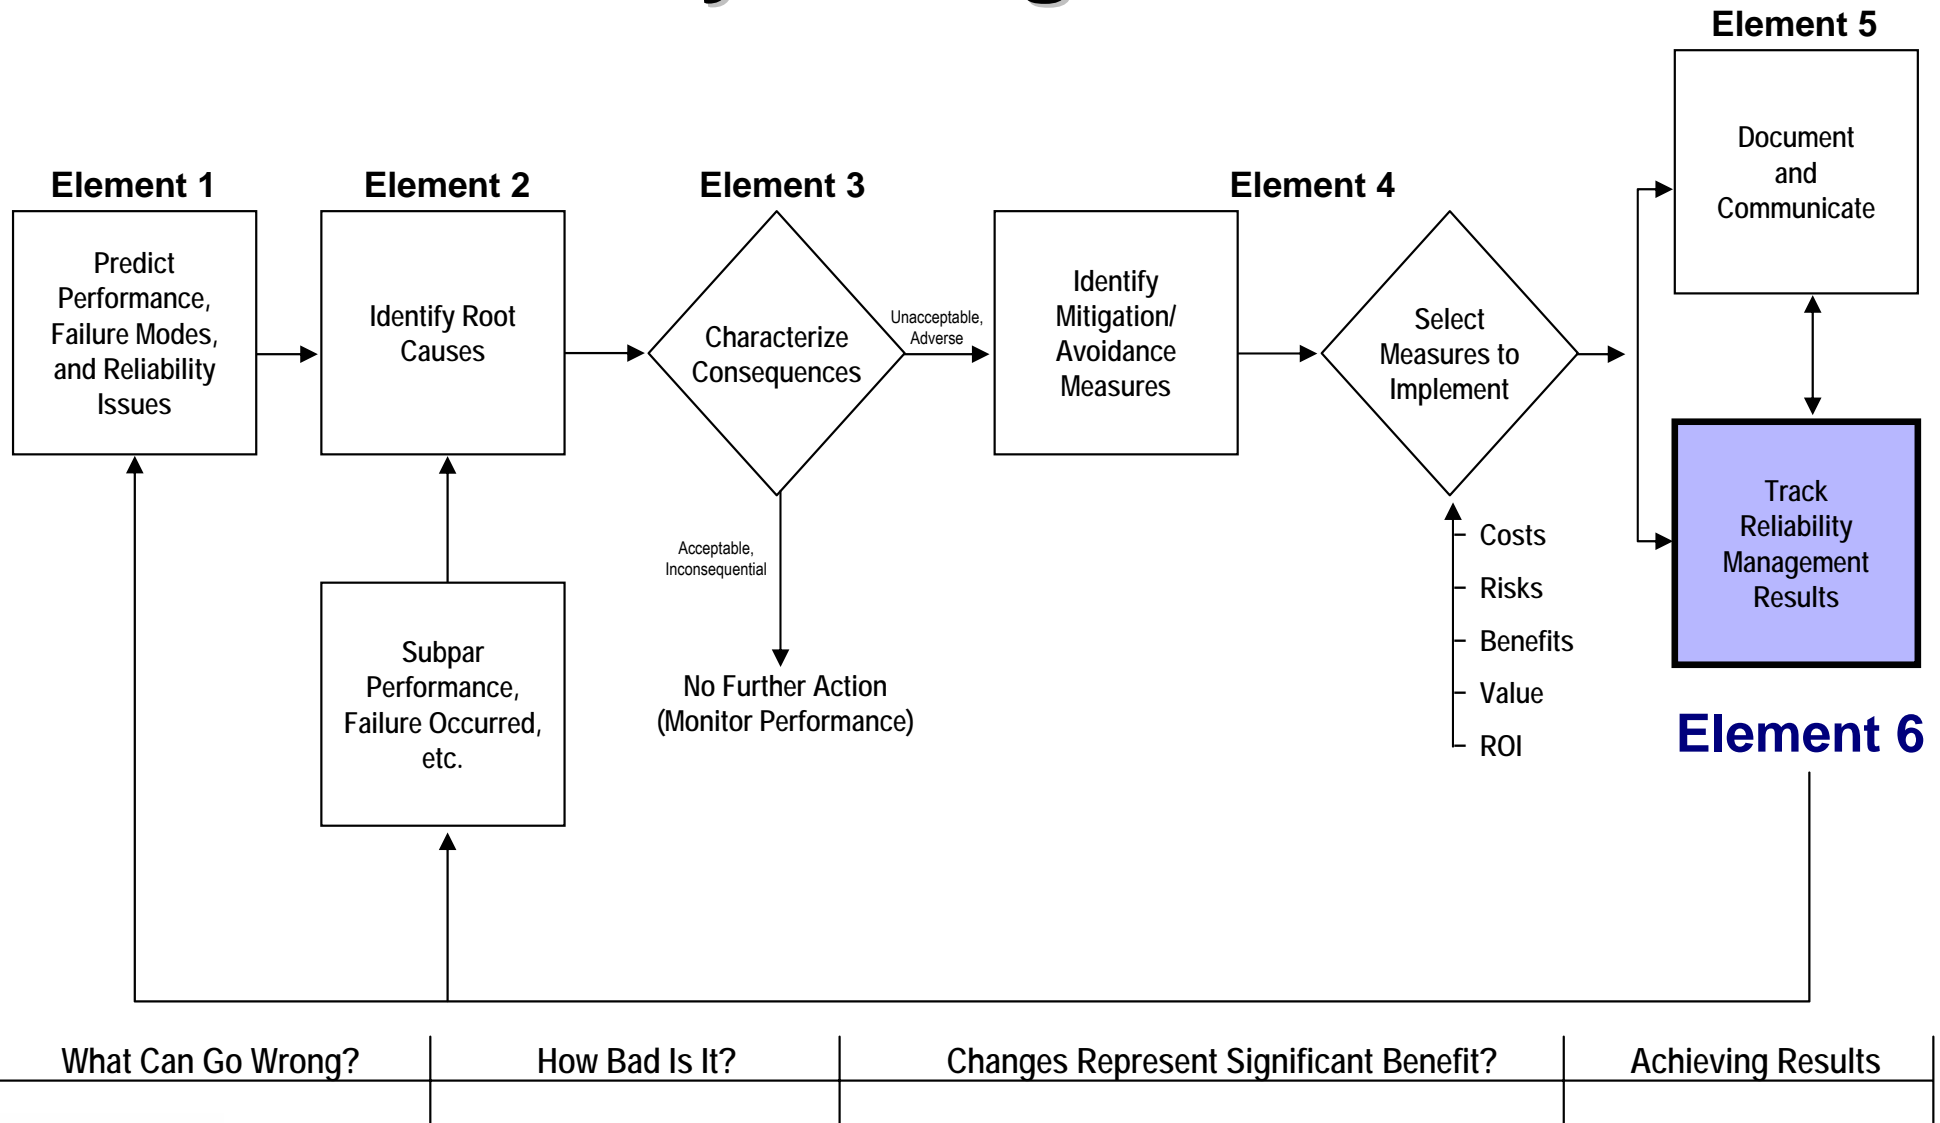 Element 5
Document
and
Communicate
Element 1
Element 2
Element 3
Element 4
Predict
Performance,
Failure Modes,
and Reliability
Issues
Identify Root
Causes
Characterize
Consequences
Unacceptable,
Adverse
Identify
Mitigation/
Avoidance
Measures
Select
Measures to
Implement
Track
Reliability
Management
Results
Acceptable,
Inconsequential
Subpar
Performance,
Failure Occurred,
etc.
No Further Action
(Monitor Performance)
Costs
Risks
Benefits
Value
ROI
Element 6
What Can Go Wrong?
How Bad Is It?
Changes Represent Significant Benefit?
Achieving Results